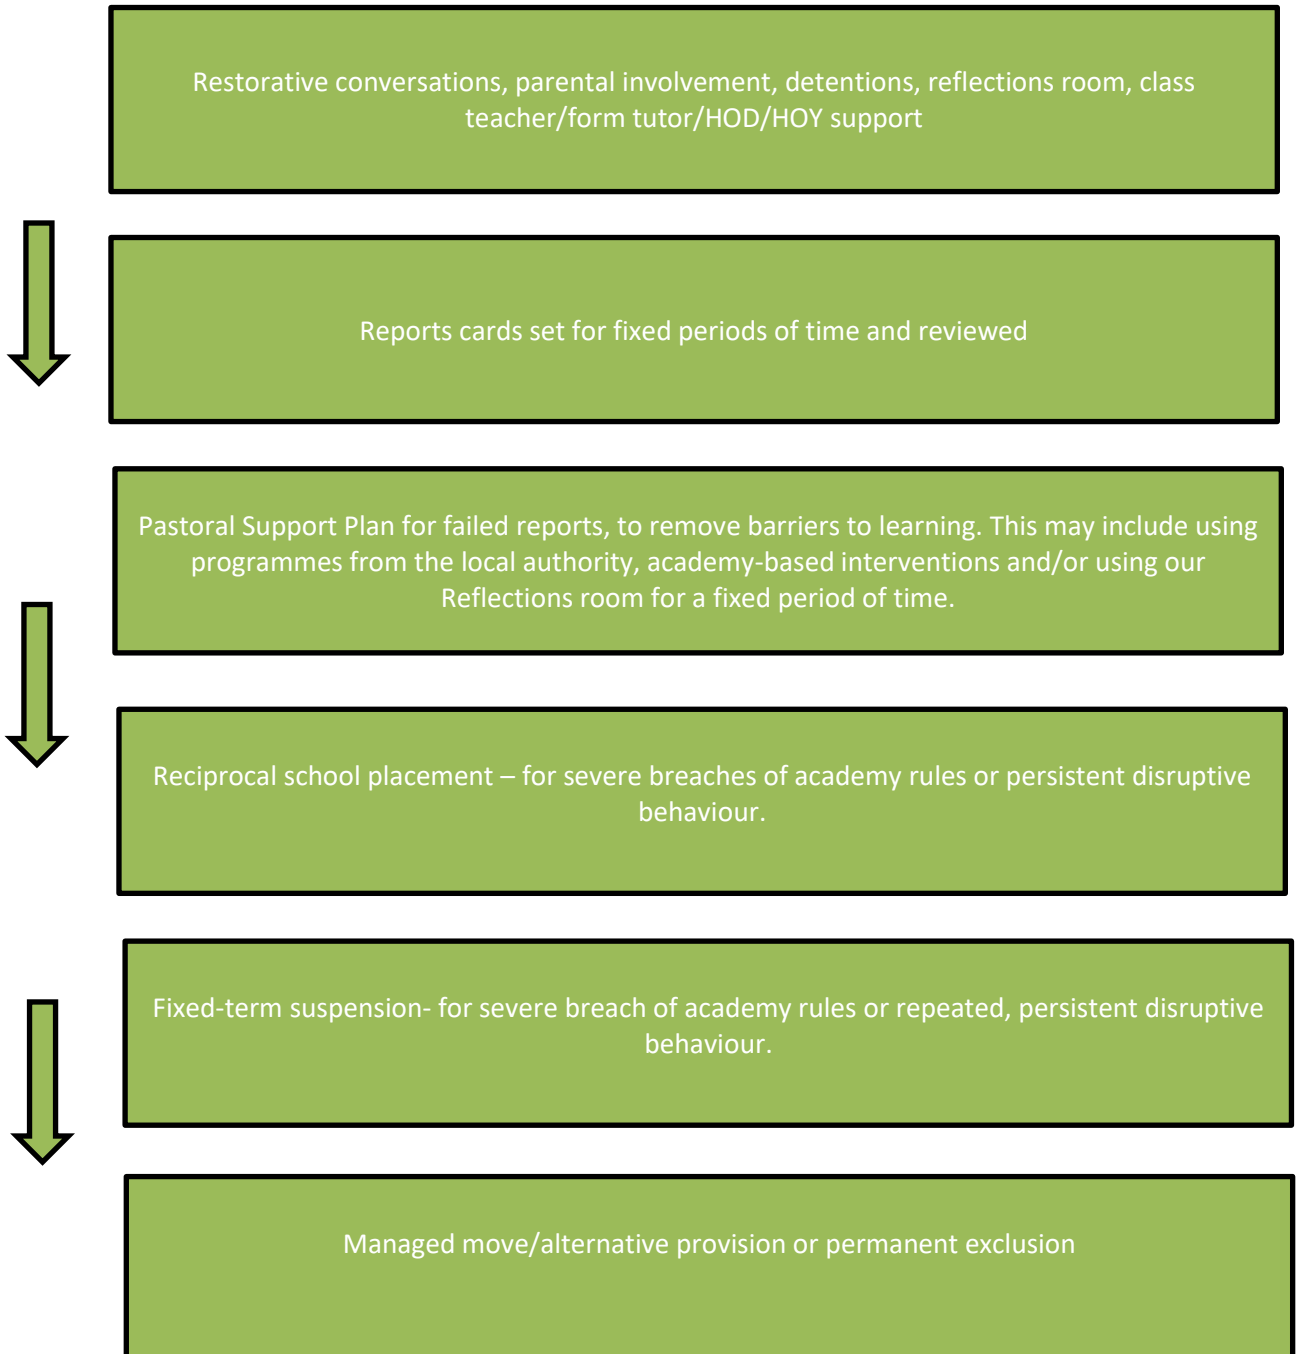 Restorative conversations, parental involvement, detentions, reflections room, class
teacher/form tutor/HOD/HOY support
Reports cards set for fixed periods of time and reviewed
Pastoral Support Plan for failed reports, to remove barriers to learning. This may include using
programmes from the local authority, academy-based interventions and/or using our
Reflections room for a fixed period of time.
Reciprocal school placement – for severe breaches of academy rules or persistent disruptive
behaviour.
Fixed-term suspension- for severe breach of academy rules or repeated, persistent disruptive
behaviour.
Managed move/alternative provision or permanent exclusion